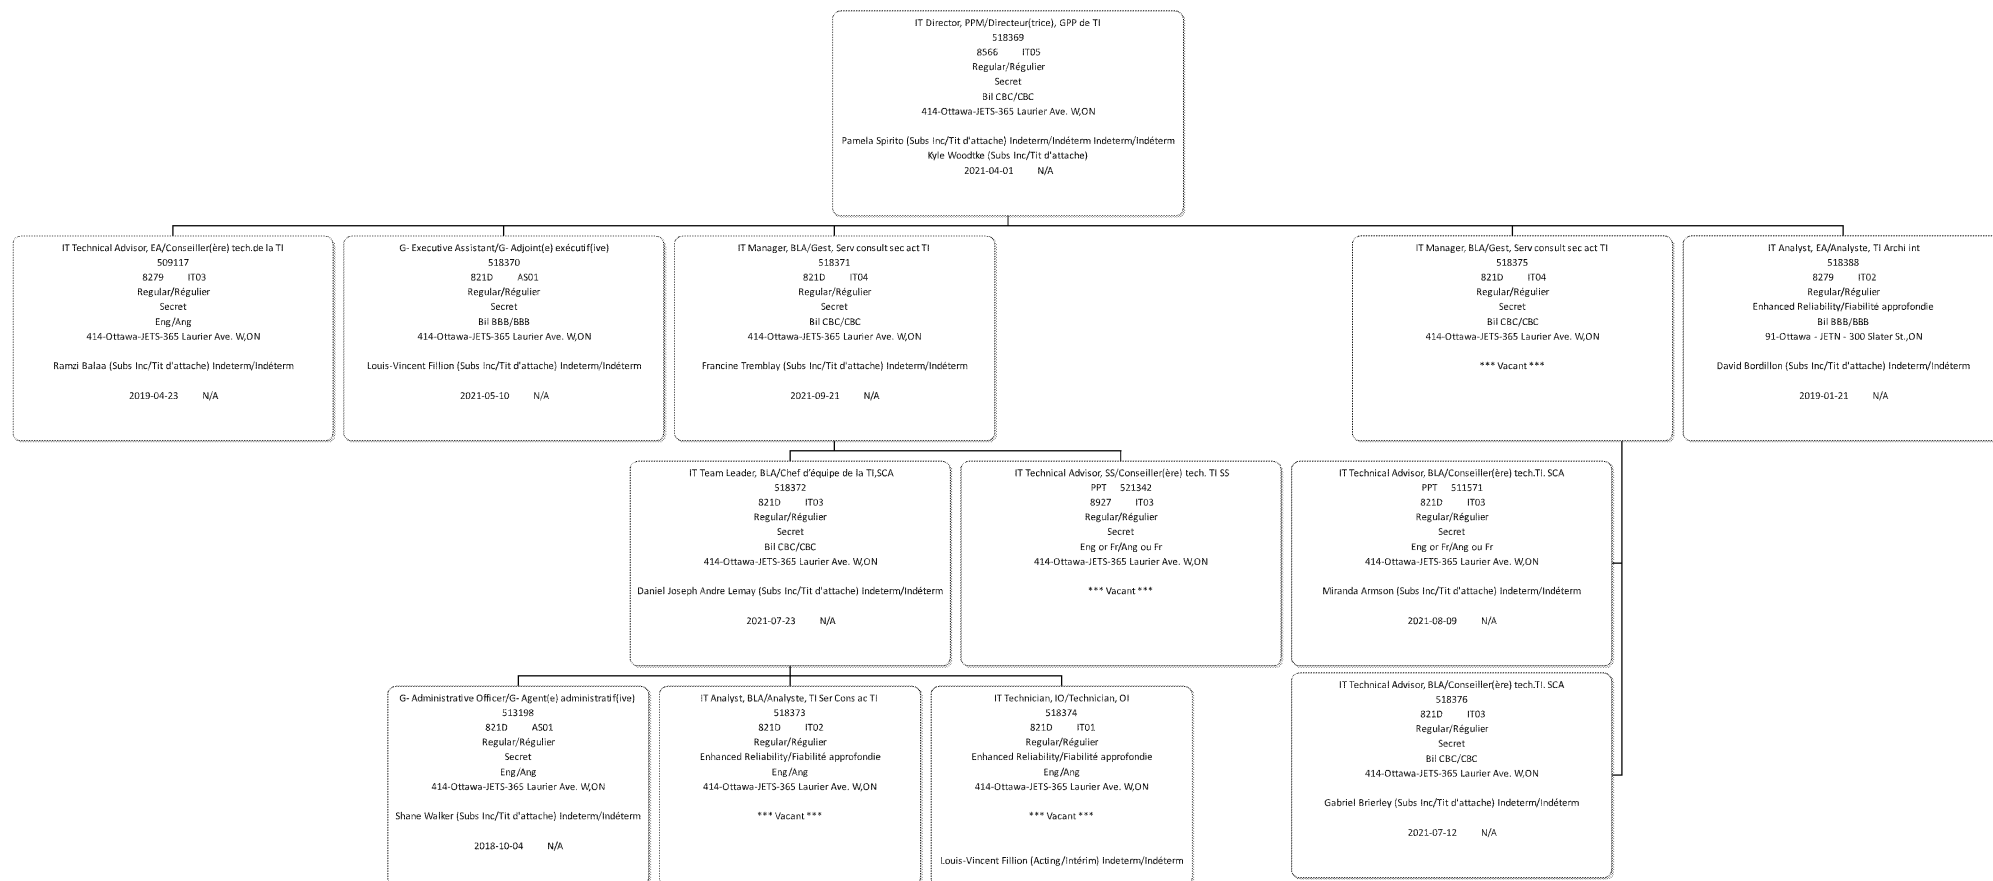 IT Director, PPM/Directeur(trice), GPP de TI
518369
8566 IT05
Regular/Régulier
Secret
Bil CBC/CBC
414-Ottawa-JETS-365 Laurier Ave. W,ON
Pamela Spirito (Subs Inc/Tit d'attache) Indeterm/Indéterm Indeterm/Indéterm
Kyle Woodtke (Subs Inc/Tit d'attache)
2021-04-01 N/A
IT Technical Advisor, EA/Conseiller(ère) tech.de la TI
509117
8279 IT03
Regular/Régulier
Secret
Eng/Ang
414-Ottawa-JETS-365 Laurier Ave. W,ON
Ramzi Balaa (Subs Inc/Tit d'attache) Indeterm/Indéterm
2019-04-23 N/A
G- Executive Assistant/G- Adjoint(e) exécutif(ive)
518370
821D AS01
Regular/Régulier
Secret
Bil BBB/BBB
414-Ottawa-JETS-365 Laurier Ave. W,ON
Louis-Vincent Fillion (Subs Inc/Tit d'attache) Indeterm/Indéterm
2021-05-10 N/A
IT Manager, BLA/Gest, Serv consult sec act TI
518371
821D IT04
Regular/Régulier
Secret
Bil CBC/CBC
414-Ottawa-JETS-365 Laurier Ave. W,ON
Francine Tremblay (Subs Inc/Tit d'attache) Indeterm/Indéterm
2021-09-21 N/A
IT Manager, BLA/Gest, Serv consult sec act TI
518375
821D IT04
Regular/Régulier
Secret
Bil CBC/CBC
414-Ottawa-JETS-365 Laurier Ave. W,ON
*** Vacant ***
IT Analyst, EA/Analyste, TI Archi int
518388
8279 IT02
Regular/Régulier
Enhanced Reliability/Fiabilité approfondie
Bil BBB/BBB
91-Ottawa - JETN - 300 Slater St.,ON
David Bordillon (Subs Inc/Tit d'attache) Indeterm/Indéterm
2019-01-21 N/A
IT Team Leader, BLA/Chef d'équipe de la TI,SCA
518372
821D IT03
Regular/Régulier
Secret
Bil CBC/CBC
414-Ottawa-JETS-365 Laurier Ave. W,ON
Daniel Joseph Andre Lemay (Subs Inc/Tit d'attache) Indeterm/Indéterm
2021-07-23 N/A
IT Technical Advisor, SS/Conseiller(ère) tech. TI SS
PPT 521342
8927 IT03
Regular/Régulier
Secret
Eng or Fr/Ang ou Fr
414-Ottawa-JETS-365 Laurier Ave. W,ON
*** Vacant ***
IT Technical Advisor, BLA/Conseiller(ère) tech.TI. SCA
PPT 511571
821D IT03
Regular/Régulier
Secret
Eng or Fr/Ang ou Fr
414-Ottawa-JETS-365 Laurier Ave. W,ON
Miranda Armson (Subs Inc/Tit d'attache) Indeterm/Indéterm
2021-08-09 N/A
G- Administrative Officer/G- Agent(e) administratif(ive)
513198
821D AS01
Regular/Régulier
Secret
Eng/Ang
414-Ottawa-JETS-365 Laurier Ave. W,ON
Shane Walker (Subs Inc/Tit d'attache) Indeterm/Indéterm
2018-10-04 N/A
IT Analyst, BLA/Analyste, TI Ser Cons ac TI
518373
821D IT02
Regular/Régulier
Enhanced Reliability/Fiabilité approfondie
Eng/Ang
414-Ottawa-JETS-365 Laurier Ave. W,ON
*** Vacant ***
IT Technician, IO/Technician, OI
518374
821D IT01
Regular/Régulier
Enhanced Reliability/Fiabilité approfondie
Eng/Ang
414-Ottawa-JETS-365 Laurier Ave. W,ON
*** Vacant ***
Louis-Vincent Fillion (Acting/Intérim) Indeterm/Indéterm
IT Technical Advisor, BLA/Conseiller(ère) tech.TI. SCA
518376
821D IT03
Regular/Régulier
Secret
Bil CBC/CBC
414-Ottawa-JETS-365 Laurier Ave. W,ON
Gabriel Brierley (Subs Inc/Tit d'attache) Indeterm/Indéterm
2021-07-12 N/A